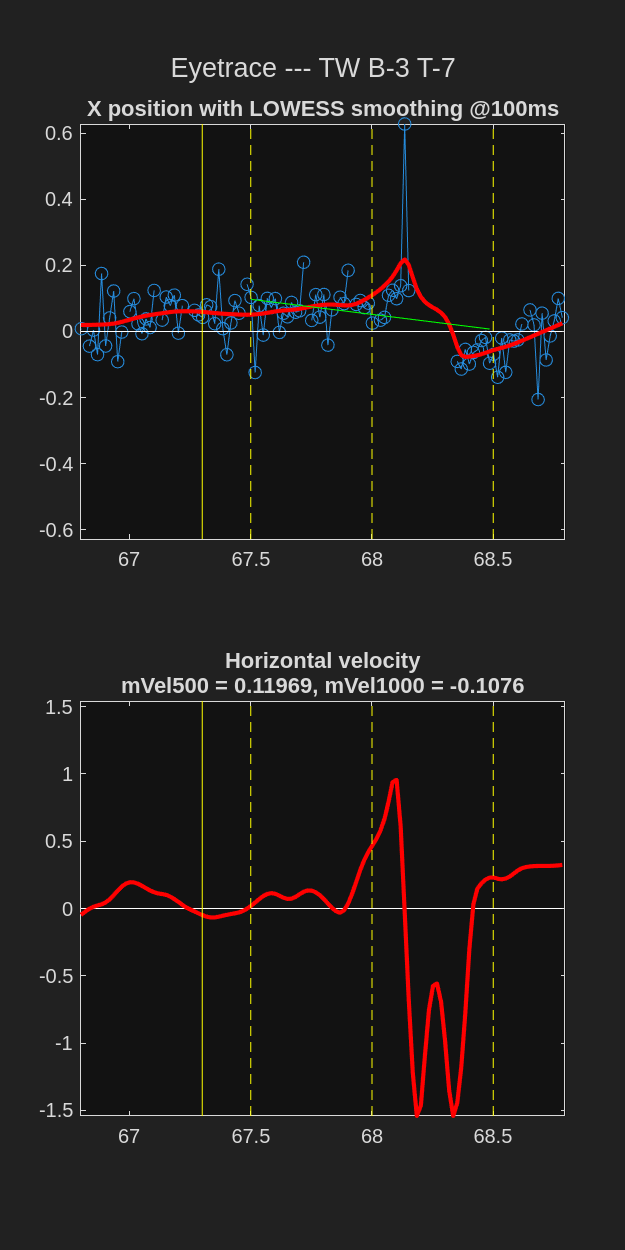 Eyetrace --- TW B-3 T-7
X position with LOWESS smoothing @100ms
0.6
0.4
0.2
0
-0.2
-0.4
-0.6
67 67.5 68 68.5
Horizontal velocity
mVel500 = 0.11969, mVel1000 = -0.1076
1.5
1
0.5
0
-0.5
-1
-1.5
67 67.5 68 68.5